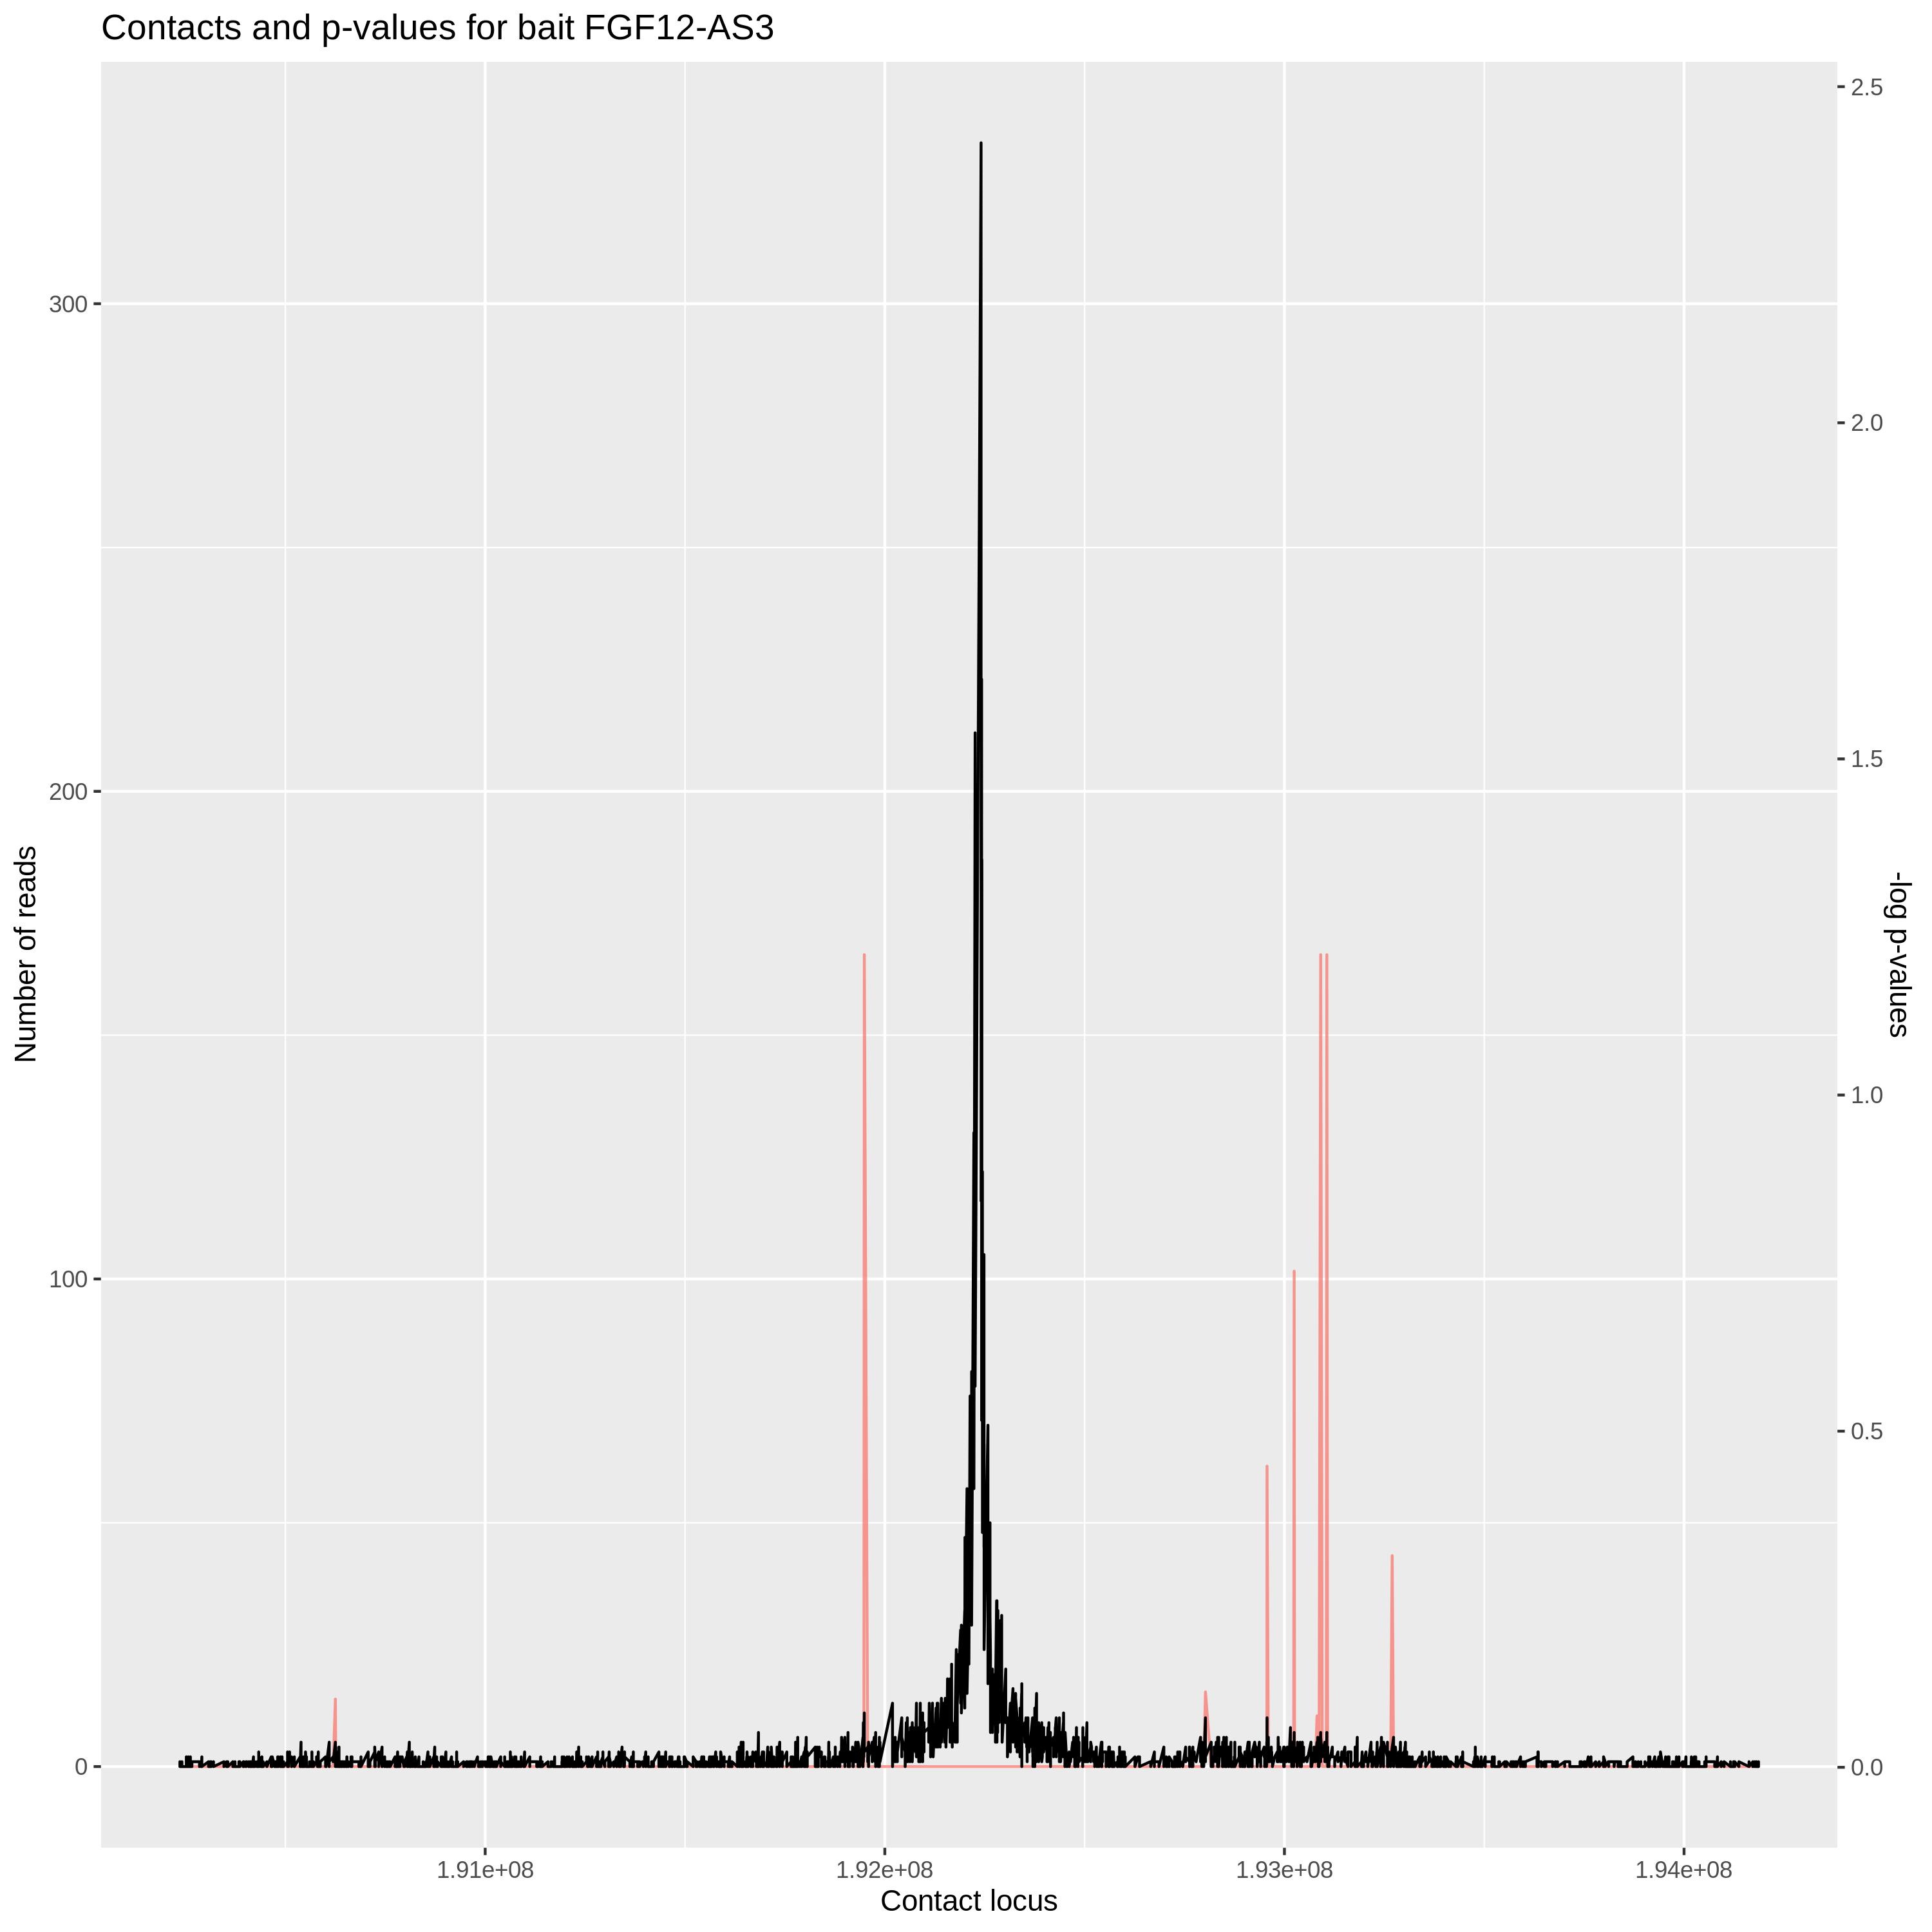 Contacts and p-values for bait FGF12-AS3
Number of reads
300
200
100
0
2.5
2.0
1.5
1.0
0.5
0.0
-log p-values
1.91e+08
1.92e+08
1.93e+08
1.94e+08
Contact locus